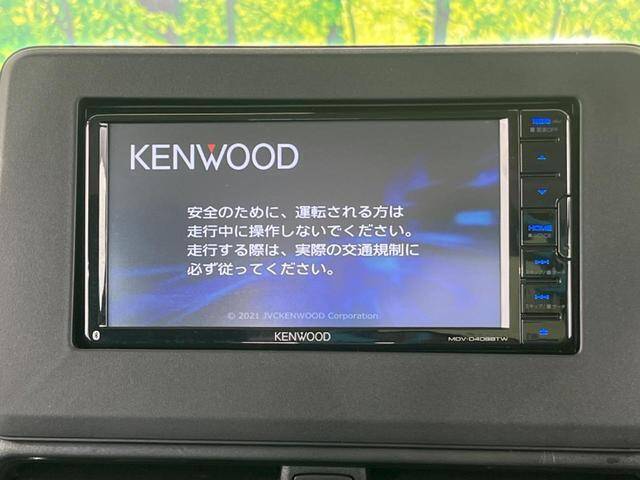 KENWOOD
安全のために、運転される方は
走行中に操作しないでください。
走行する際は、実際の交通規制に
必ず従ってください。
© 2021 JVCKENWOOD Corporation
KENWOOD
MDV-D408BTW
HOME